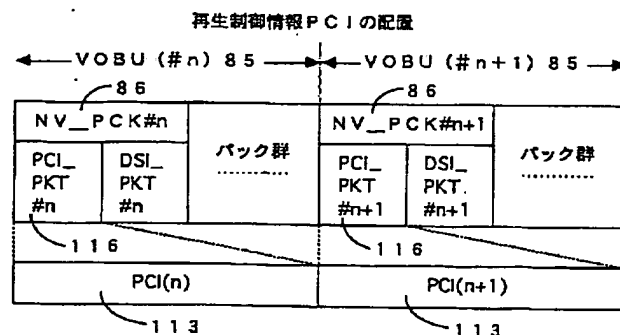 再生制御情報PCIの配置
VOBU(#n)85 VOBU(#n+1)85
86 86
NV_PCK#n パック群 NV_PCK#n+1 パック群
PCI_ DSI_ PCI_ DSI_
PKT PKT PKT PKT.
#n #n #n+1 #n+1
116 116
PCI(n) PCI(n+1)
113 113